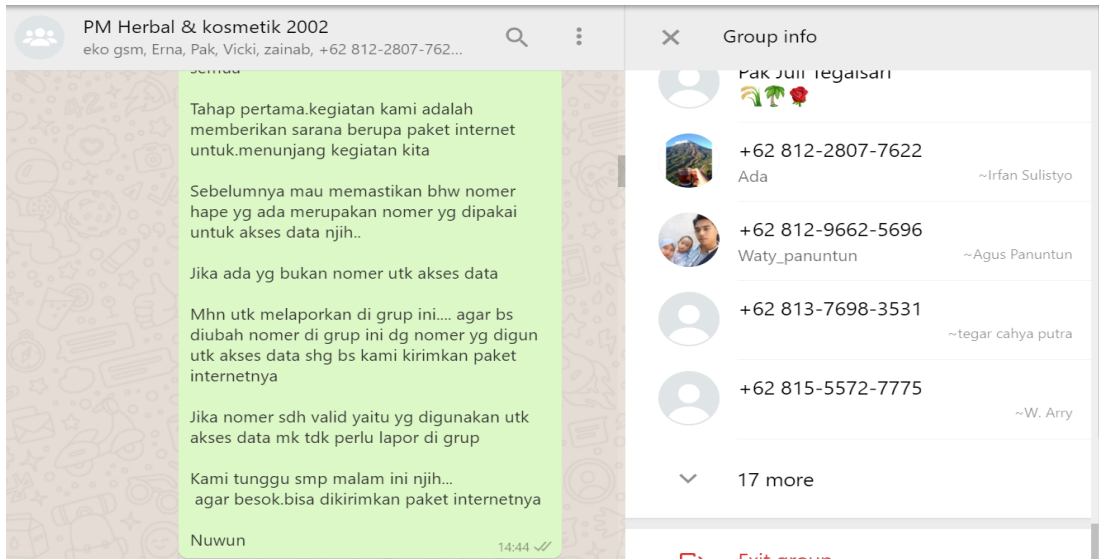 PM Herbal & kosmetik 2002
eko gsm, Erna, Pak, Vicki, zainab, +62 812-2807-762...
semua
Tahap pertama.kegiatan kami adalah
memberikan sarana berupa paket internet
untuk.menunjang kegiatan kita
Sebelumnya mau memastikan bhw nomer
hape yg ada merupakan nomer yg dipakai
untuk akses data njih..
Jika ada yg bukan nomer utk akses data
Mhn utk melaporkan di grup ini.... agar bs
diubah nomer di grup ini dg nomer yg digun
utk akses data shg bs kami kirimkan paket
internetnya
Jika nomer sdh valid yaitu yg digunakan utk
akses data mk tdk perlu lapor di grup
Kami tunggu smp malam ini njih...
agar besok.bisa dikirimkan paket internetnya
Nuwun
14:44
Group info
Pak Juli Tegalsari
+62 812-2807-7622
Ada
~Irfan Sulistyo
+62 812-9662-5696
Waty_panuntun
~Agus Panuntun
+62 813-7698-3531
~tegar cahya putra
+62 815-5572-7775
~W. Arry
17 more
Exit group